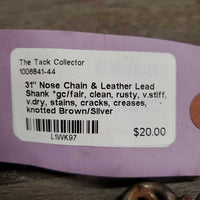 The Tack Collector
1006841-44
31" Nose Chain & Leather Lead
Shank *gc/fair, clean, rusty, v.stiff,
v.dry, stains, cracks, creases,
knotted Brown/Silver
$20.00
L1WK97